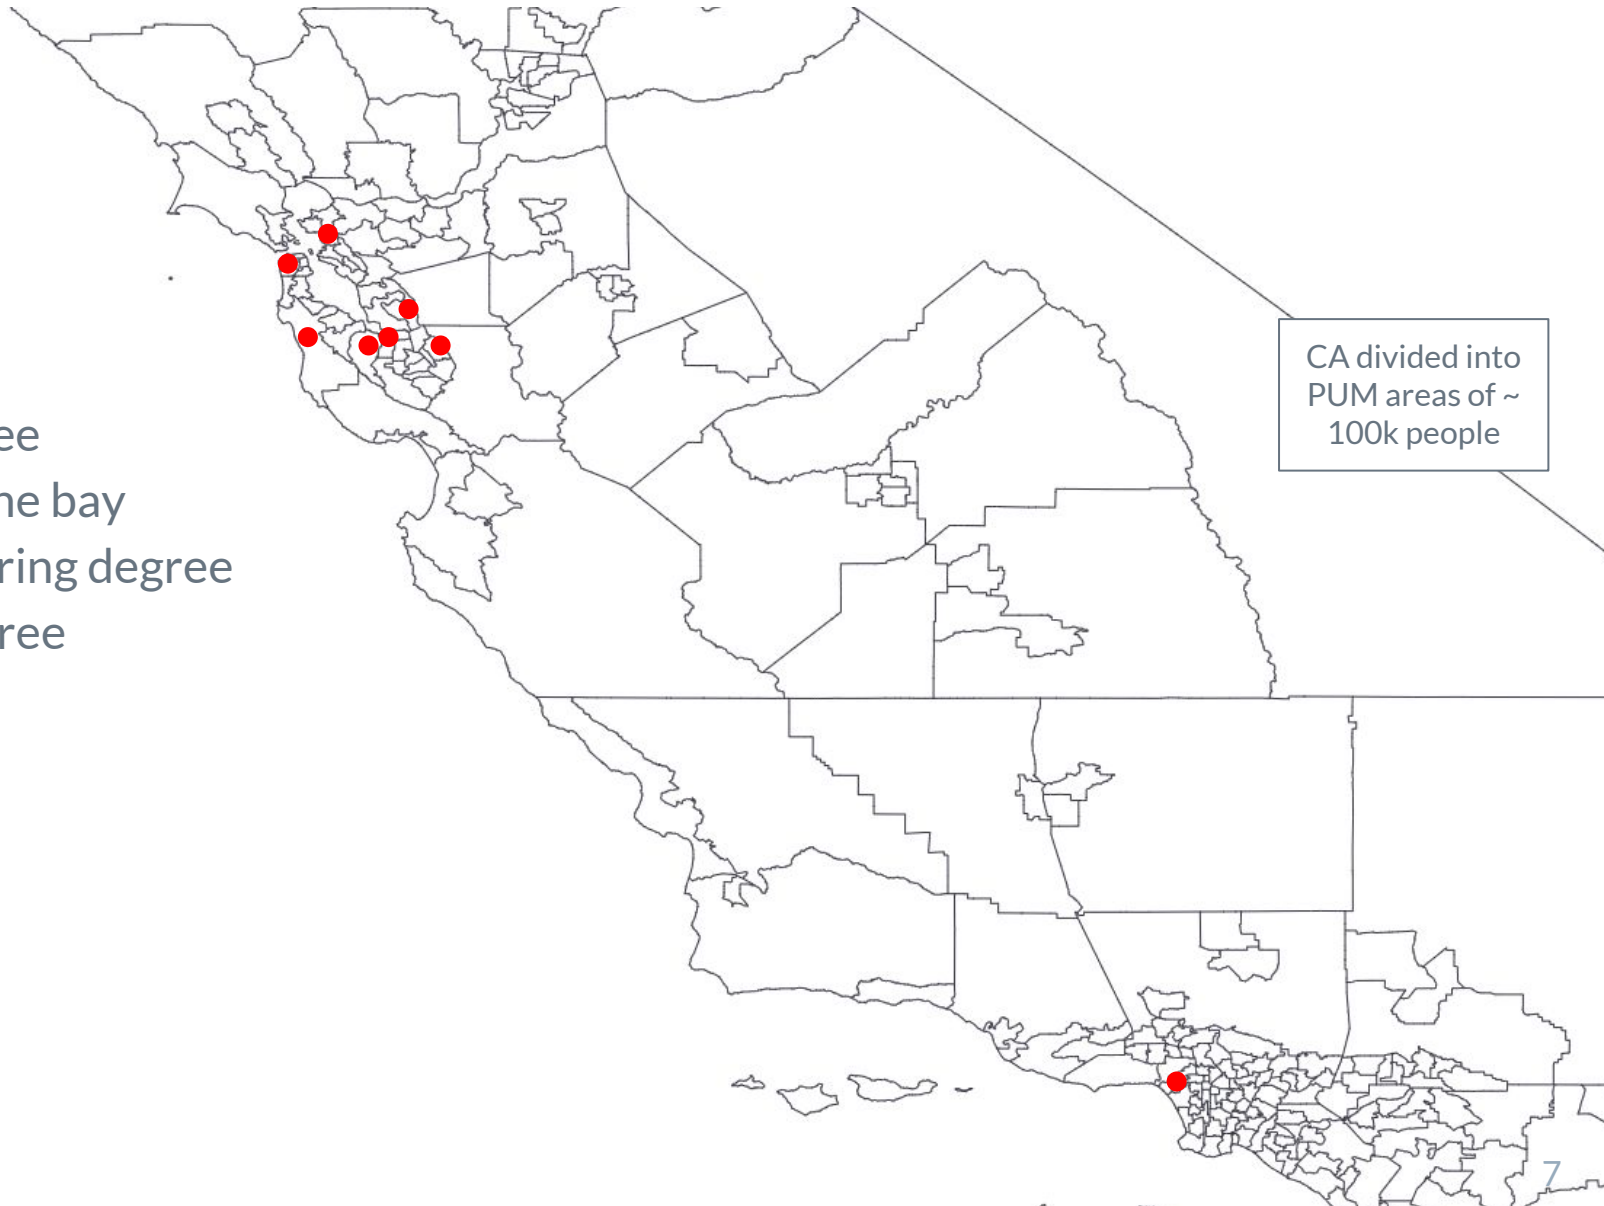 ee
ne bay
ring degree
ree
CA divided into
PUM areas of ~
100k people
7